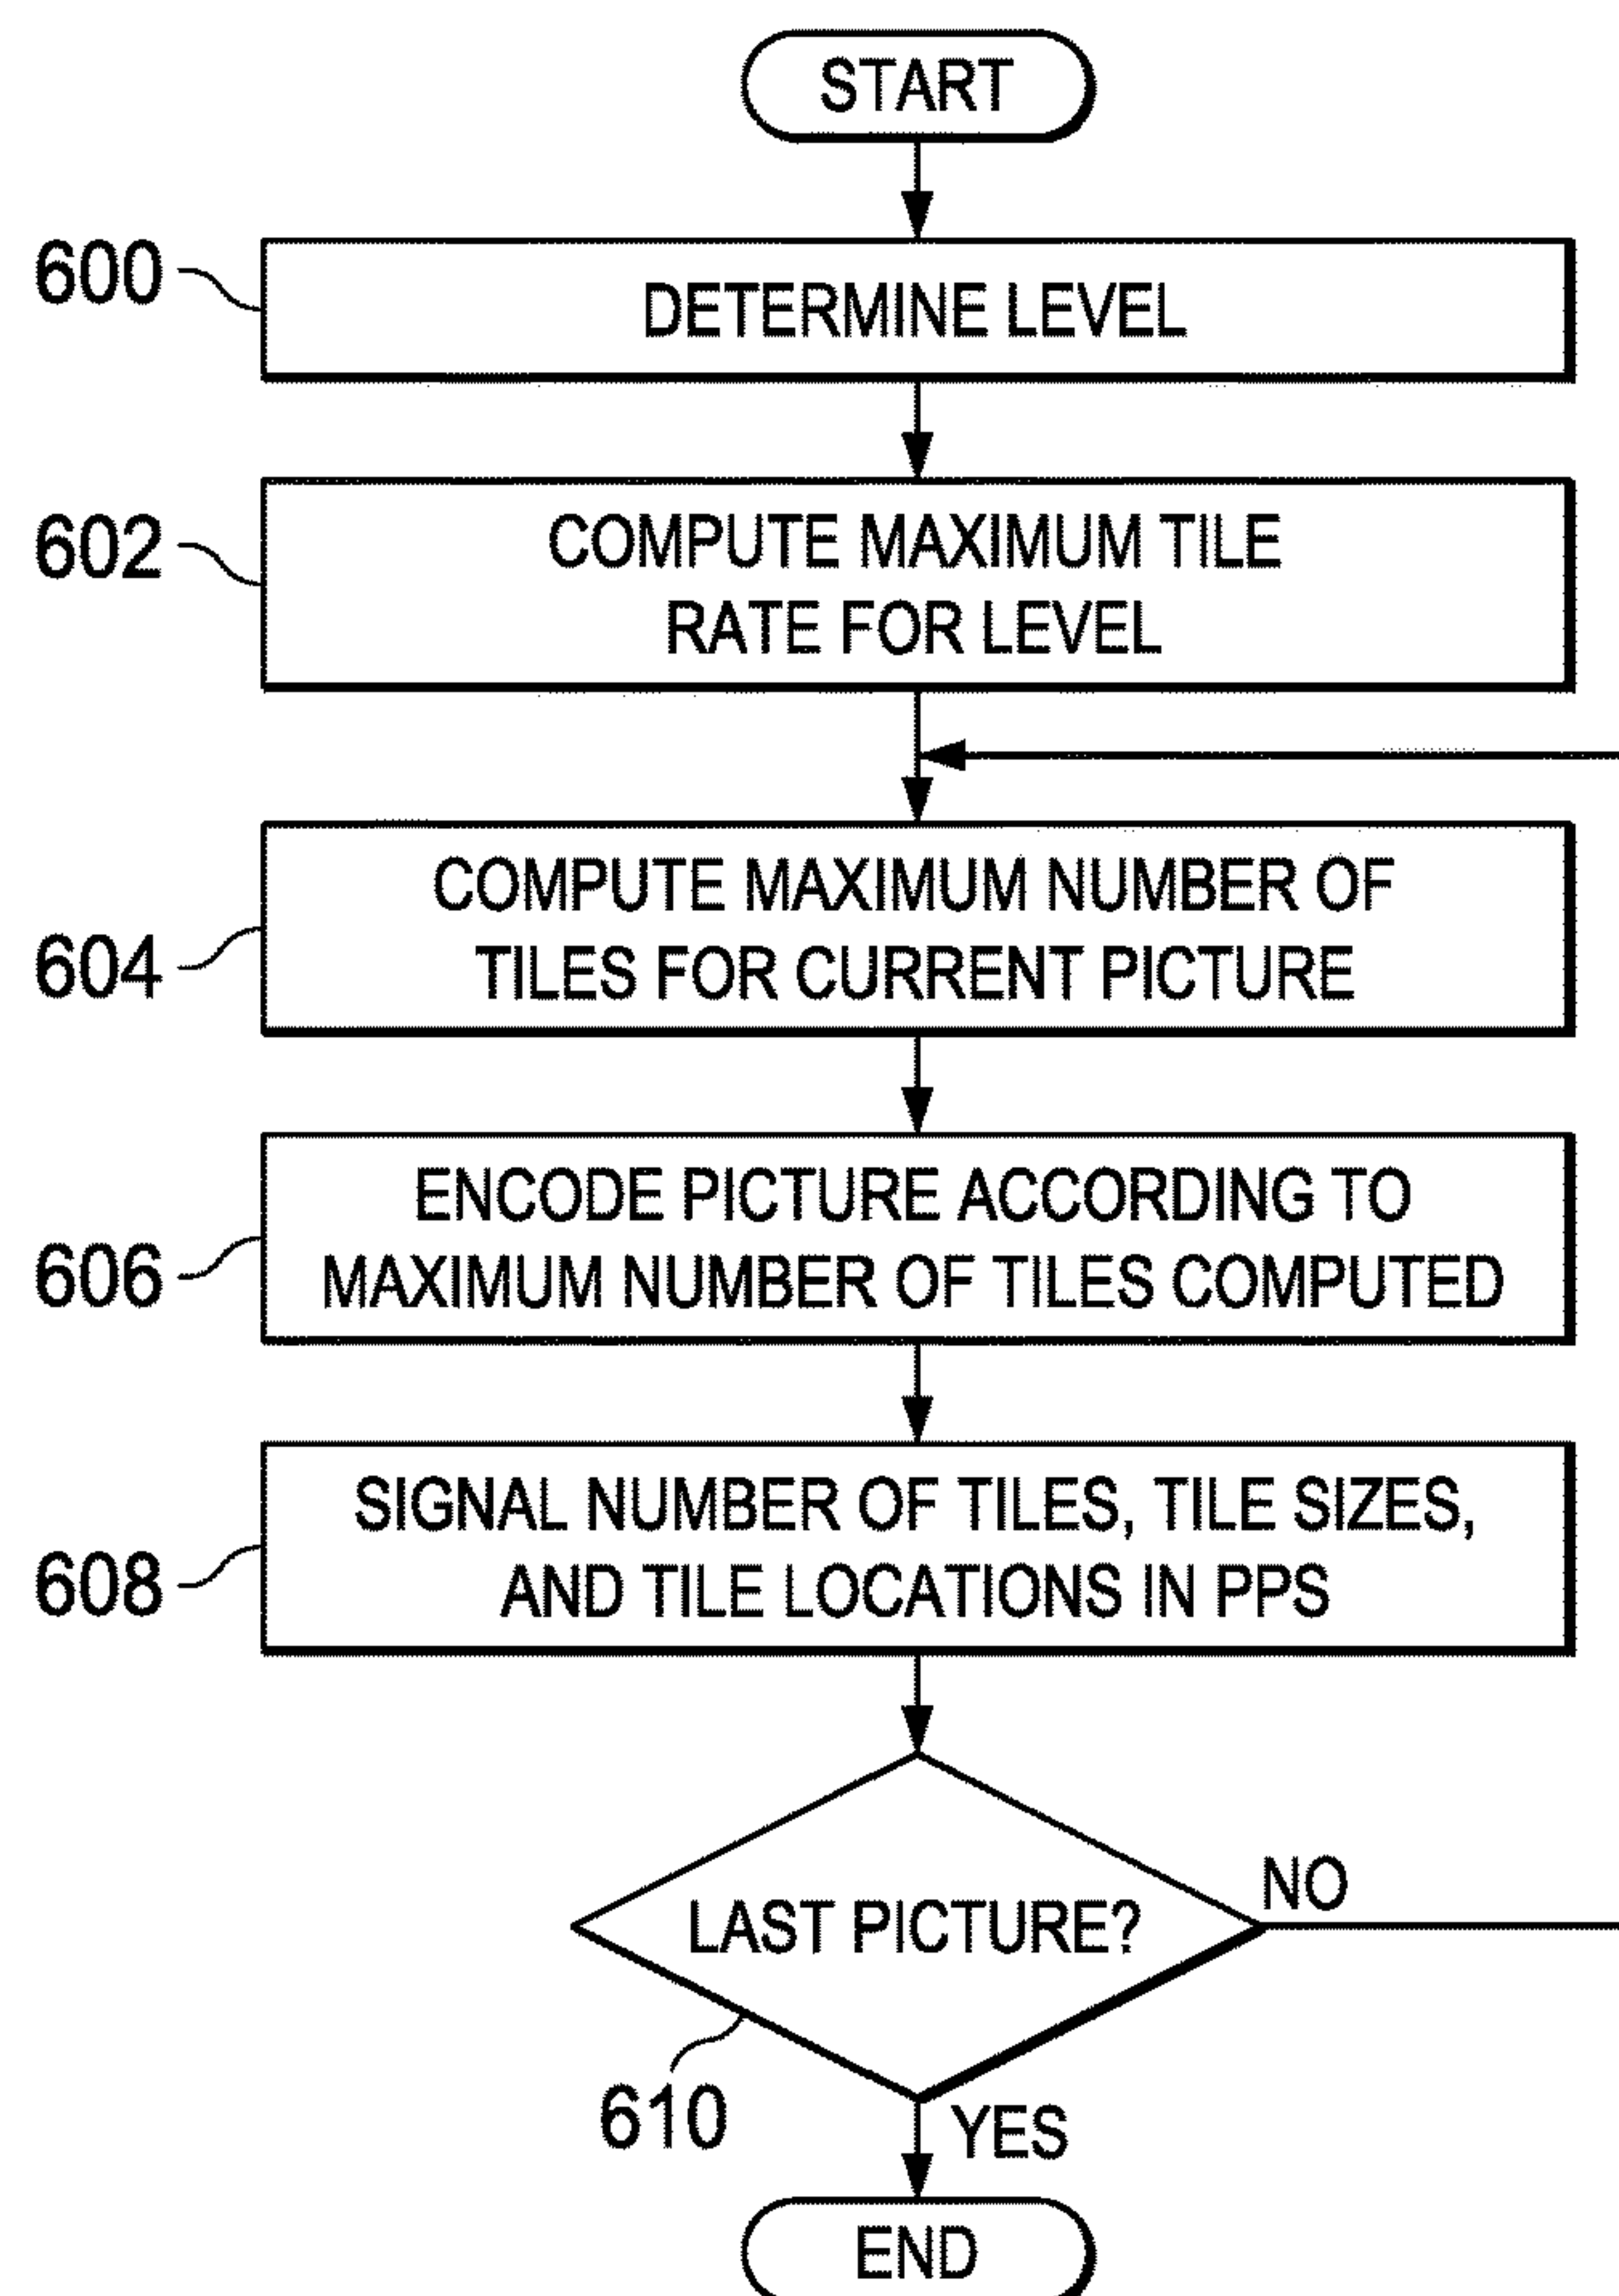 START
600
DETERMINE LEVEL
602
COMPUTE MAXIMUM TILE
RATE FOR LEVEL
604
COMPUTE MAXIMUM NUMBER OF
TILES FOR CURRENT PICTURE
606
ENCODE PICTURE ACCORDING TO
MAXIMUM NUMBER OF TILES COMPUTED
608
SIGNAL NUMBER OF TILES, TILE SIZES,
AND TILE LOCATIONS IN PPS
LAST PICTURE?
NO
610
YES
END